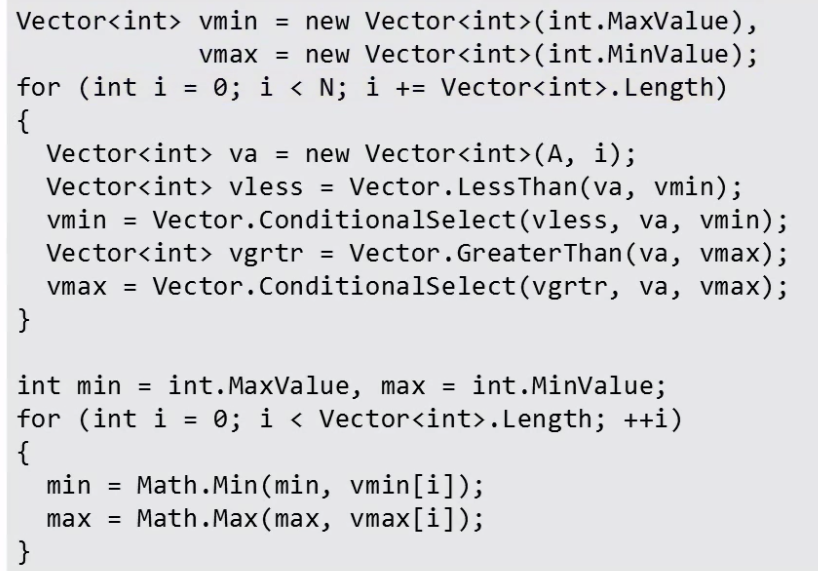 Vector<int> vmin = new Vector<int>(int.MaxValue),
            vmax = new Vector<int>(int.MinValue);
for (int i = 0; i < N; i += Vector<int>.Length)
{
  Vector<int> va = new Vector<int>(A, i);
  Vector<int> vless = Vector.LessThan(va, vmin);
  vmin = Vector.ConditionalSelect(vless, va, vmin);
  Vector<int> vgrtr = Vector.GreaterThan(va, vmax);
  vmax = Vector.ConditionalSelect(vgrtr, va, vmax);
}

int min = int.MaxValue, max = int.MinValue;
for (int i = 0; i < Vector<int>.Length; ++i)
{
  min = Math.Min(min, vmin[i]);
  max = Math.Max(max, vmax[i]);
}